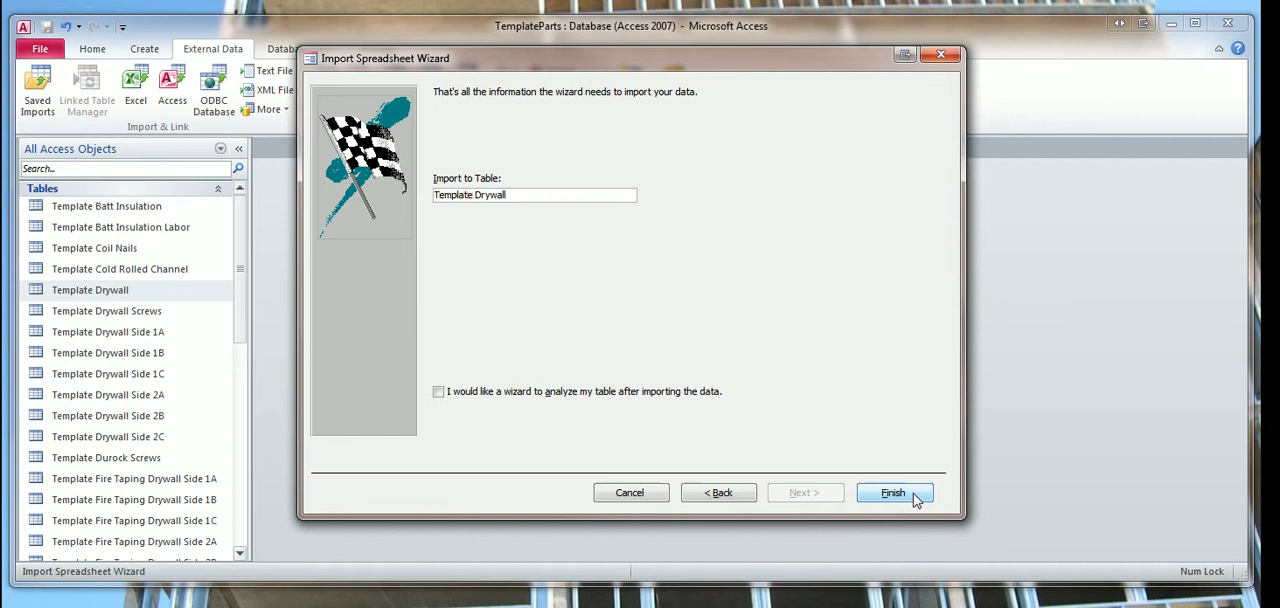 TemplateParts : Database (Access 2007) - Microsoft Access
File Home Create External Data Datab
Saved Imports
Linked Table Manager
Excel
Access
ODBC Database
Text File
XML File
More
Import & Link
All Access Objects
Search...
Tables
Template Batt Insulation
Template Batt Insulation Labor
Template Coil Nails
Template Cold Rolled Channel
Template Drywall
Template Drywall Screws
Template Drywall Side 1A
Template Drywall Side 1B
Template Drywall Side 1C
Template Drywall Side 2A
Template Drywall Side 2B
Template Drywall Side 2C
Template Durock Screws
Template Fire Taping Drywall Side 1A
Template Fire Taping Drywall Side 1B
Template Fire Taping Drywall Side 1C
Template Fire Taping Drywall Side 2A
Template Fire Taping Drywall Side 2B
Import Spreadsheet Wizard
That's all the information the wizard needs to import your data.
Import to Table:
Template Drywall
I would like a wizard to analyze my table after importing the data.
Cancel < Back Next > Finish
Import Spreadsheet Wizard
Num Lock